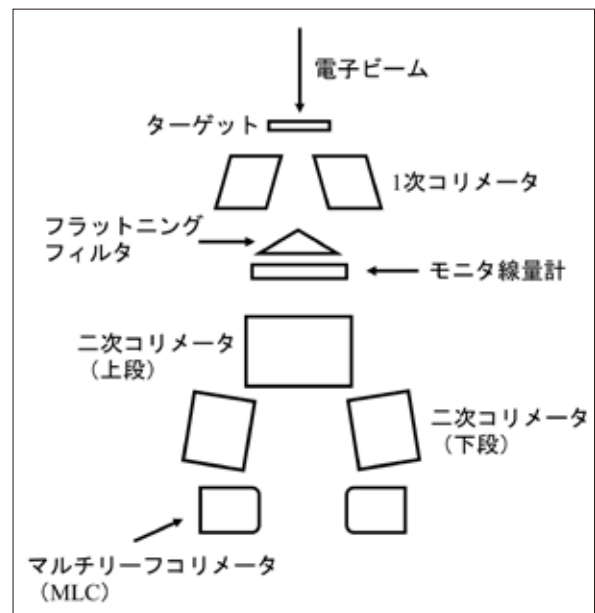 電子ビーム
ターゲット
1次コリメータ
フラットニング
フィルタ
モニタ線量計
二次コリメータ
（上段）
二次コリメータ
（下段）
マルチリーフコリメータ
（MLC）